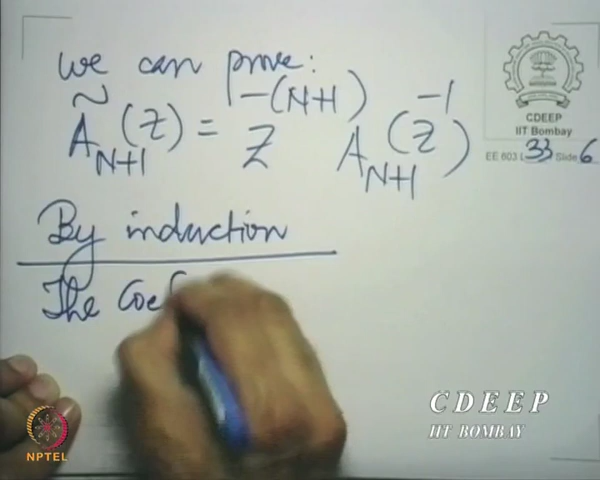 we can prove:
Ã_{N+1}(z) = z^{-(N+1)} A_{N+1}(z^{-1})
By induction
The Coef
CDEEP
IIT Bombay
EE 603 L 33 Slide 6
CDEEP
IIT BOMBAY
NPTEL